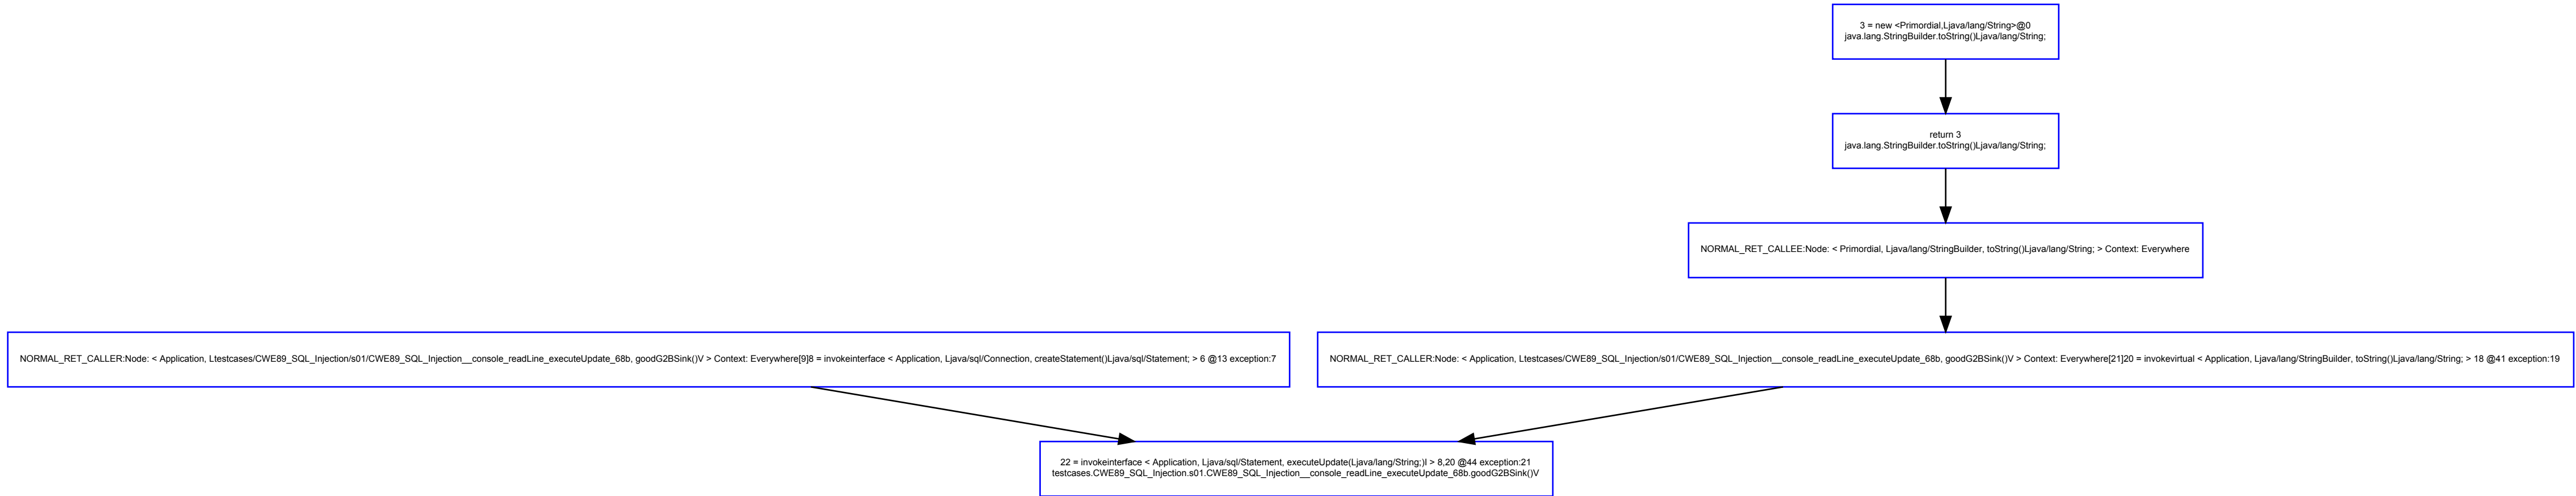 3 = new <Primordial,Ljava/lang/String>@0
java.lang.StringBuilder.toString()Ljava/lang/String;
return 3
java.lang.StringBuilder.toString()Ljava/lang/String;
NORMAL_RET_CALLEE:Node: < Primordial, Ljava/lang/StringBuilder, toString()Ljava/lang/String; > Context: Everywhere
NORMAL_RET_CALLER:Node: < Application, Ltestcases/CWE89_SQL_Injection/s01/CWE89_SQL_Injection__console_readLine_executeUpdate_68b, goodG2BSink()V > Context: Everywhere[9]8 = invokeinterface < Application, Ljava/sql/Connection, createStatement()Ljava/sql/Statement; > 6 @13 exception:7
NORMAL_RET_CALLER:Node: < Application, Ltestcases/CWE89_SQL_Injection/s01/CWE89_SQL_Injection__console_readLine_executeUpdate_68b, goodG2BSink()V > Context: Everywhere[21]20 = invokevirtual < Application, Ljava/lang/StringBuilder, toString()Ljava/lang/String; > 18 @41 exception:19
22 = invokeinterface < Application, Ljava/sql/Statement, executeUpdate(Ljava/lang/String;)I > 8,20 @44 exception:21
testcases.CWE89_SQL_Injection.s01.CWE89_SQL_Injection__console_readLine_executeUpdate_68b.goodG2BSink()V